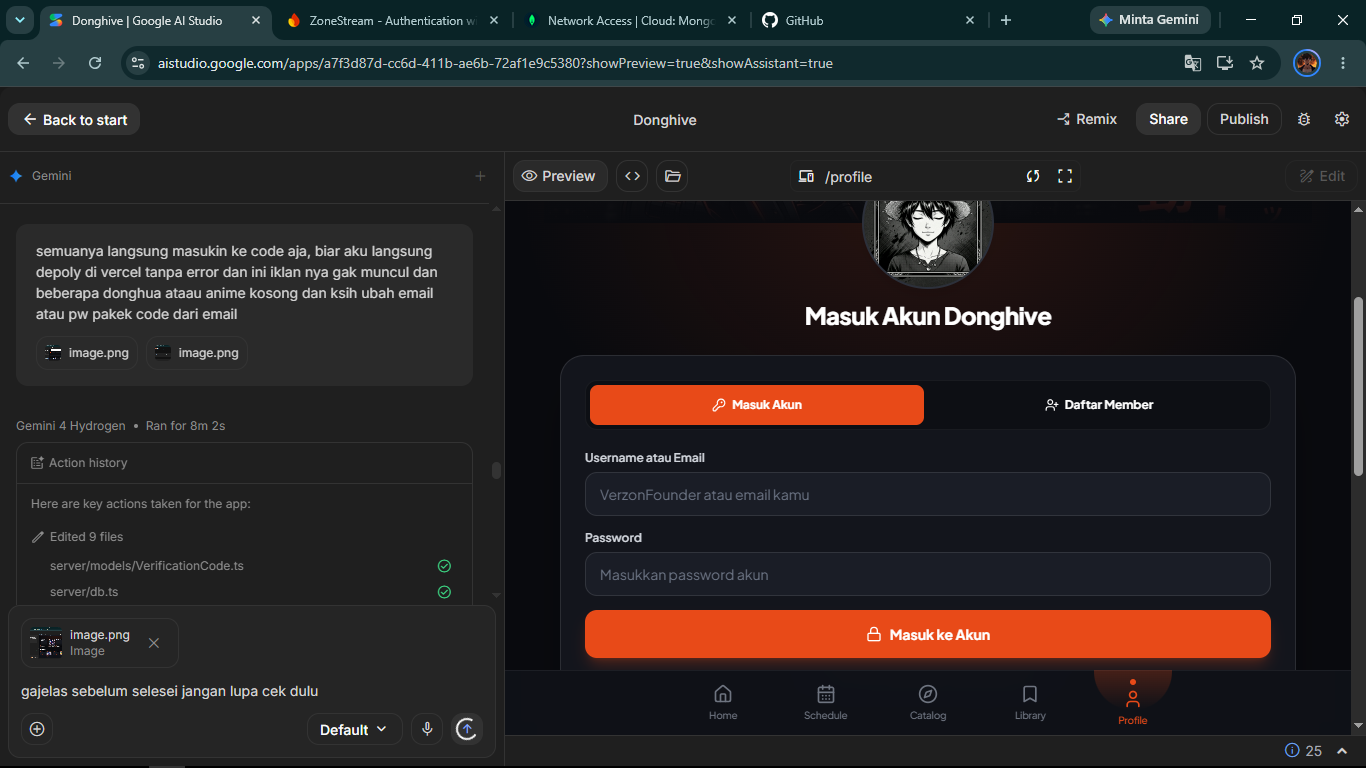 Donghive | Google AI Studio
ZoneStream - Authentication w
Network Access | Cloud: Mong
GitHub
Minta Gemini
aistudio.google.com/apps/a7f3d87d-cc6d-411b-ae6b-72af1e9c5380?showPreview=true&showAssistant=true
Back to start
Donghive
Remix
Share
Publish
Gemini
Preview
/profile
Edit
semuanya langsung masukin ke code aja, biar aku langsung
depoly di vercel tanpa error dan ini iklan nya gak muncul dan
beberapa donghua ataau anime kosong dan ksih ubah email
atau pw pakek code dari email
image.png
image.png
Gemini 4 Hydrogen • Ran for 8m 2s
Action history
Here are key actions taken for the app:
Edited 9 files
server/models/VerificationCode.ts
server/db.ts
image.png
Image
gajelas sebelum selesei jangan lupa cek dulu
Default
Masuk Akun Donghive
Masuk Akun
Daftar Member
Username atau Email
VerzonFounder atau email kamu
Password
Masukkan password akun
Masuk ke Akun
Home
Schedule
Catalog
Library
Profile
25